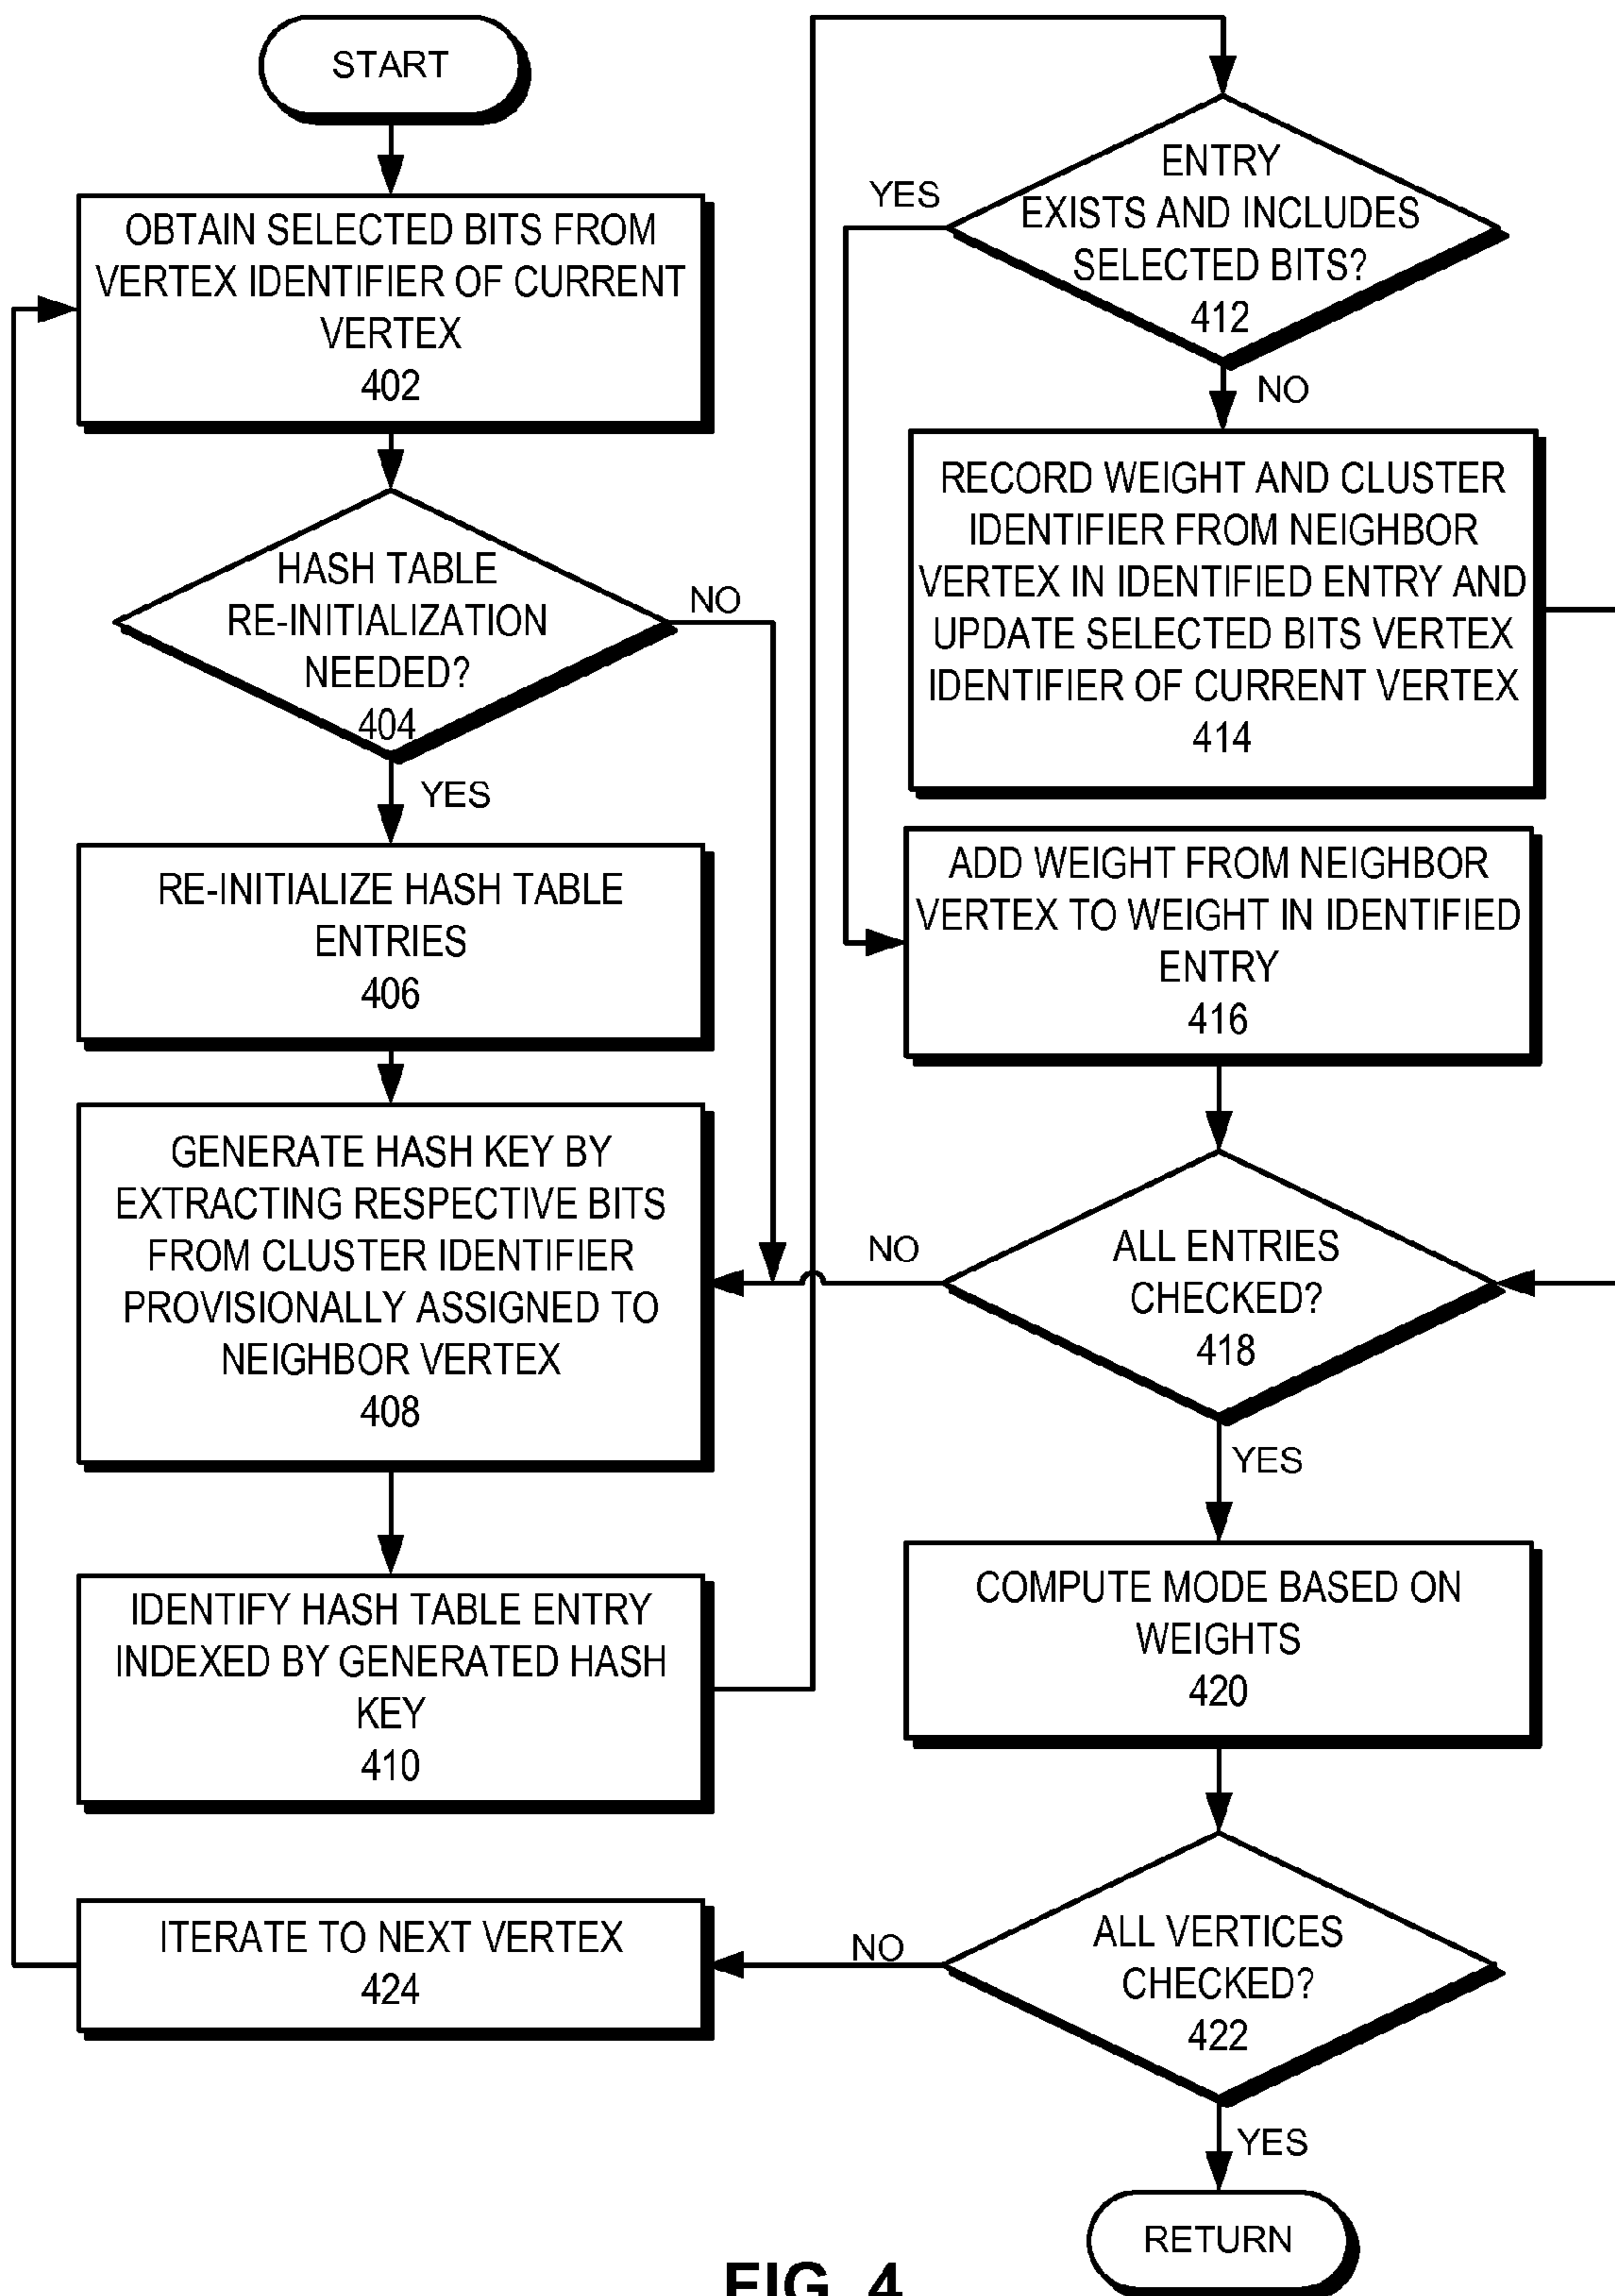 START
OBTAIN SELECTED BITS FROM
VERTEX IDENTIFIER OF CURRENT
VERTEX
402
HASH TABLE
RE-INITIALIZATION
NEEDED?
404
NO
YES
RE-INITIALIZE HASH TABLE
ENTRIES
406
GENERATE HASH KEY BY
EXTRACTING RESPECTIVE BITS
FROM CLUSTER IDENTIFIER
PROVISIONALLY ASSIGNED TO
NEIGHBOR VERTEX
408
IDENTIFY HASH TABLE ENTRY
INDEXED BY GENERATED HASH
KEY
410
ENTRY
EXISTS AND INCLUDES
SELECTED BITS?
412
YES
NO
RECORD WEIGHT AND CLUSTER
IDENTIFIER FROM NEIGHBOR
VERTEX IN IDENTIFIED ENTRY AND
UPDATE SELECTED BITS VERTEX
IDENTIFIER OF CURRENT VERTEX
414
ADD WEIGHT FROM NEIGHBOR
VERTEX TO WEIGHT IN IDENTIFIED
ENTRY
416
ALL ENTRIES
CHECKED?
418
NO
YES
COMPUTE MODE BASED ON
WEIGHTS
420
ALL VERTICES
CHECKED?
422
NO
ITERATE TO NEXT VERTEX
424
YES
RETURN
FIG. 4